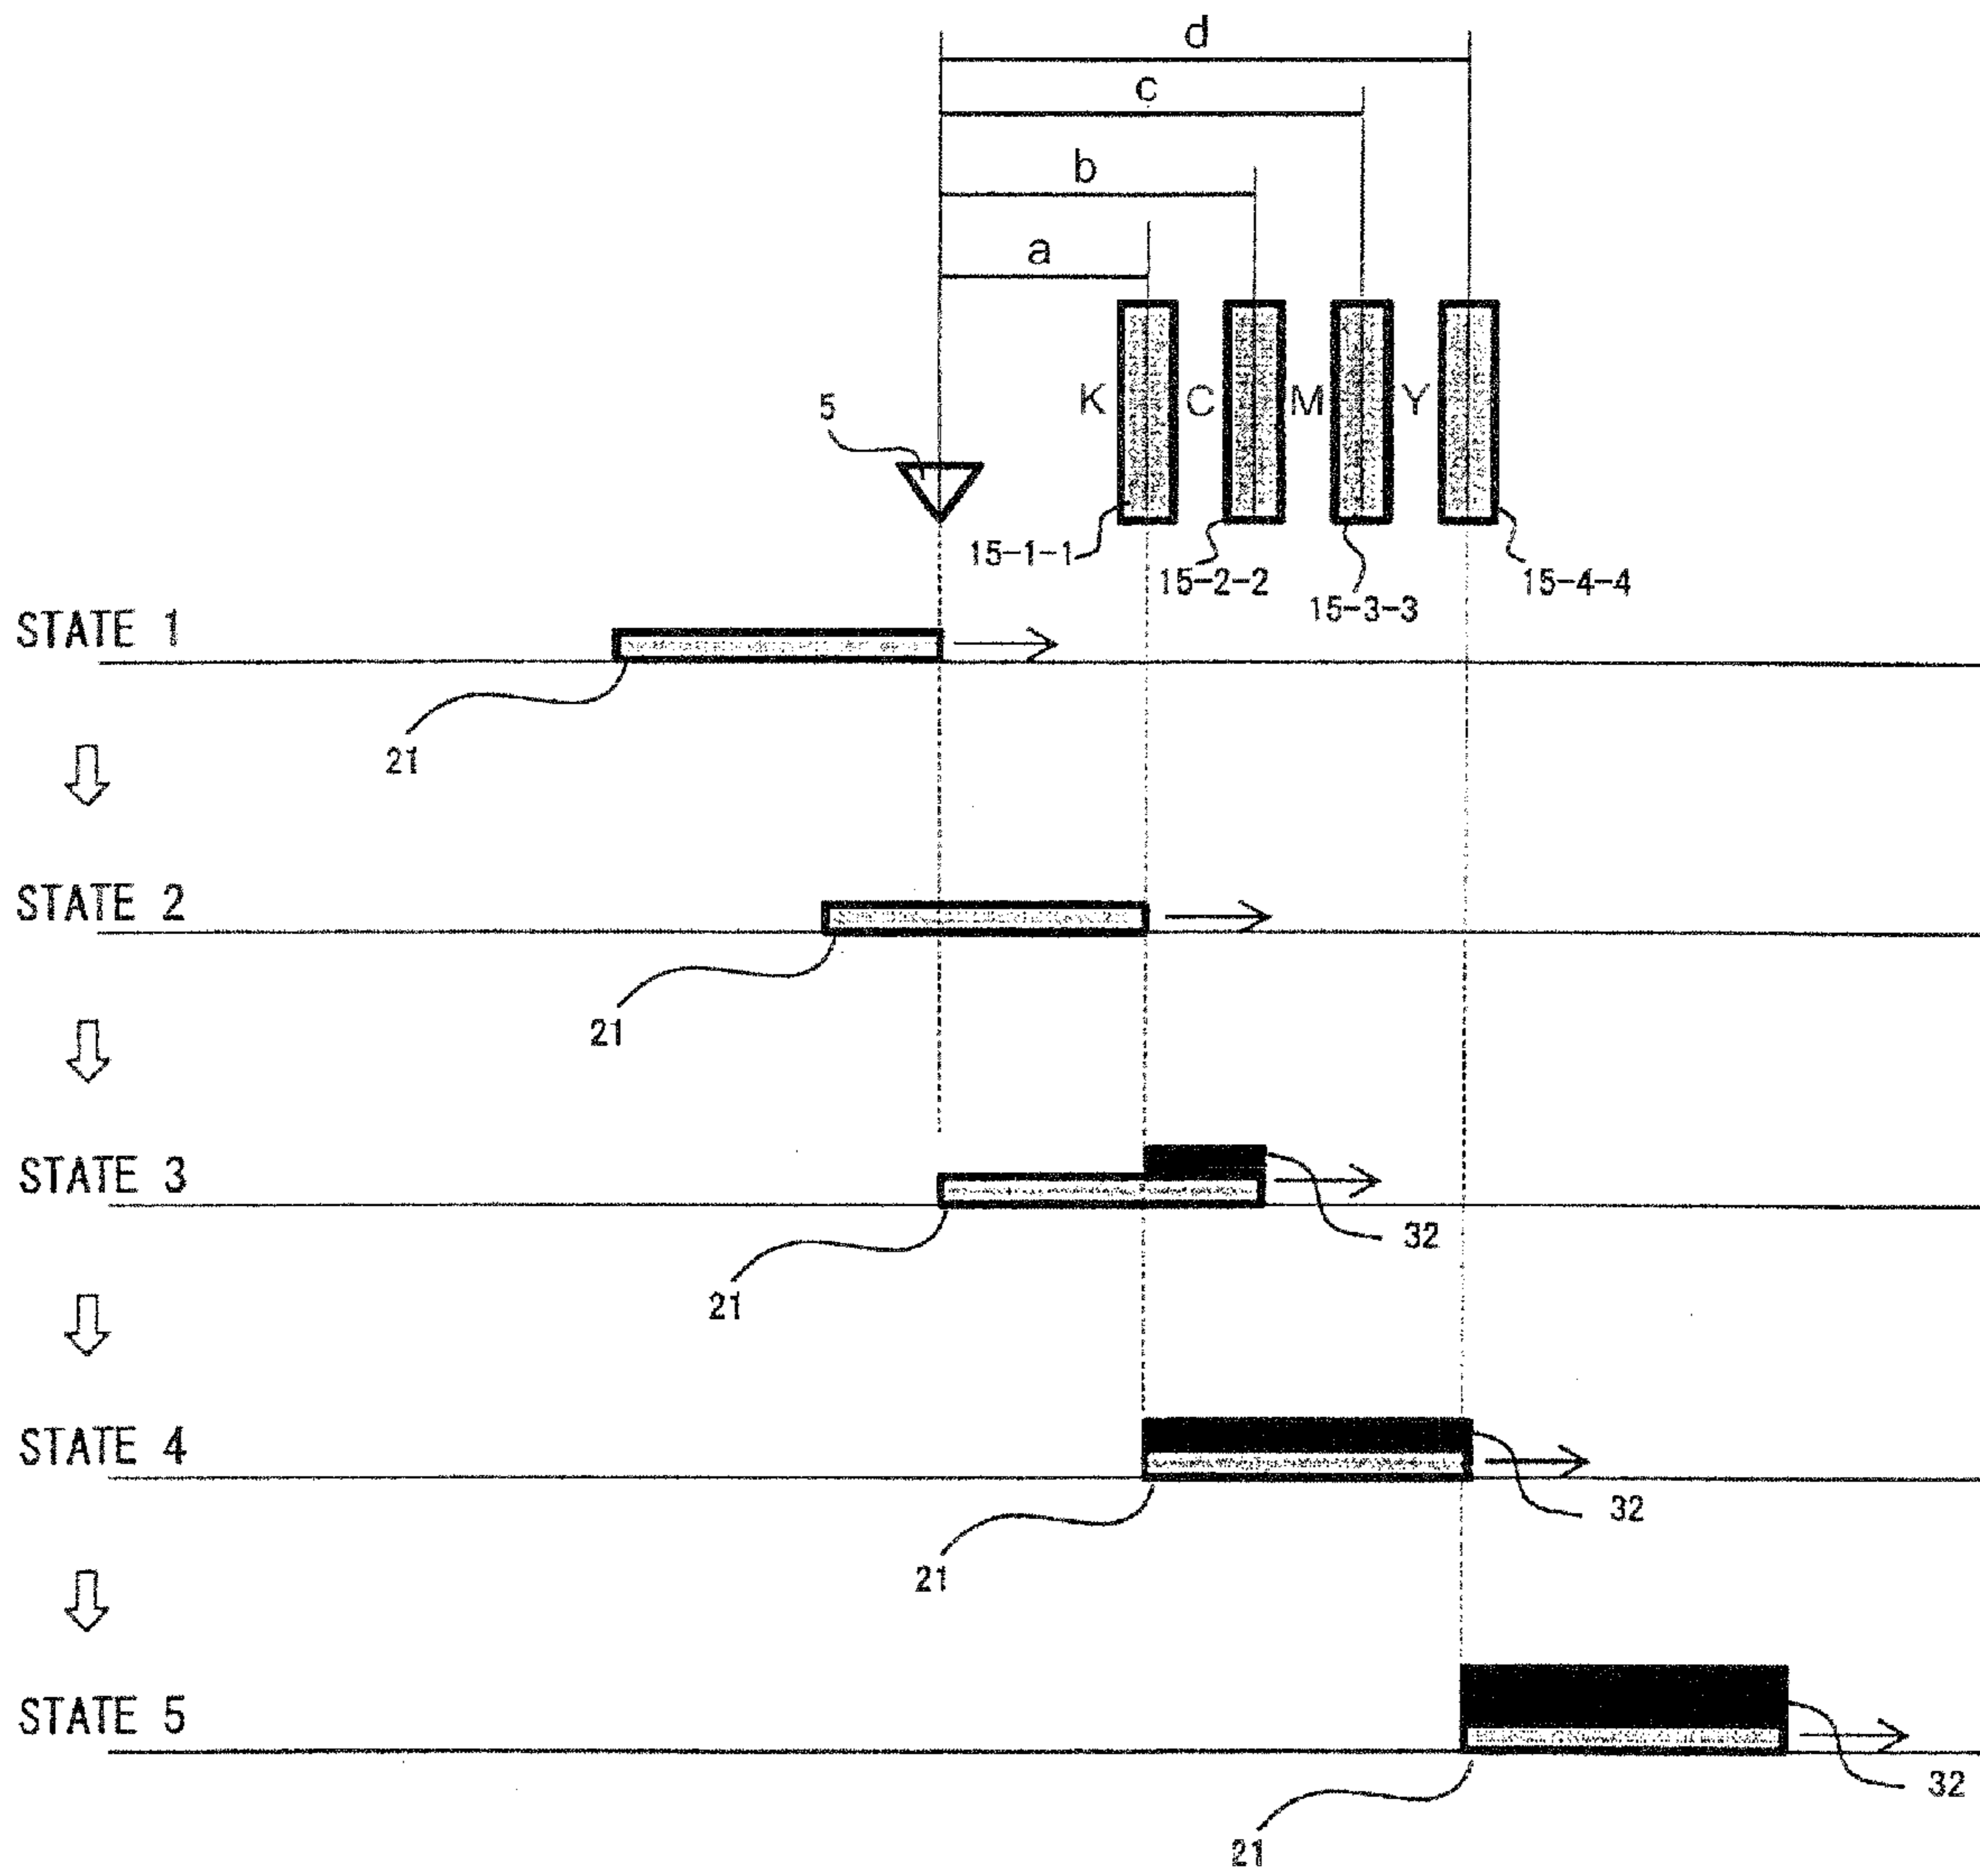 d
c
b
a
K C M Y
5
15-1-1
15-2-2
15-3-3
15-4-4
STATE 1
21
STATE 2
21
STATE 3
32
21
STATE 4
32
21
STATE 5
32
21